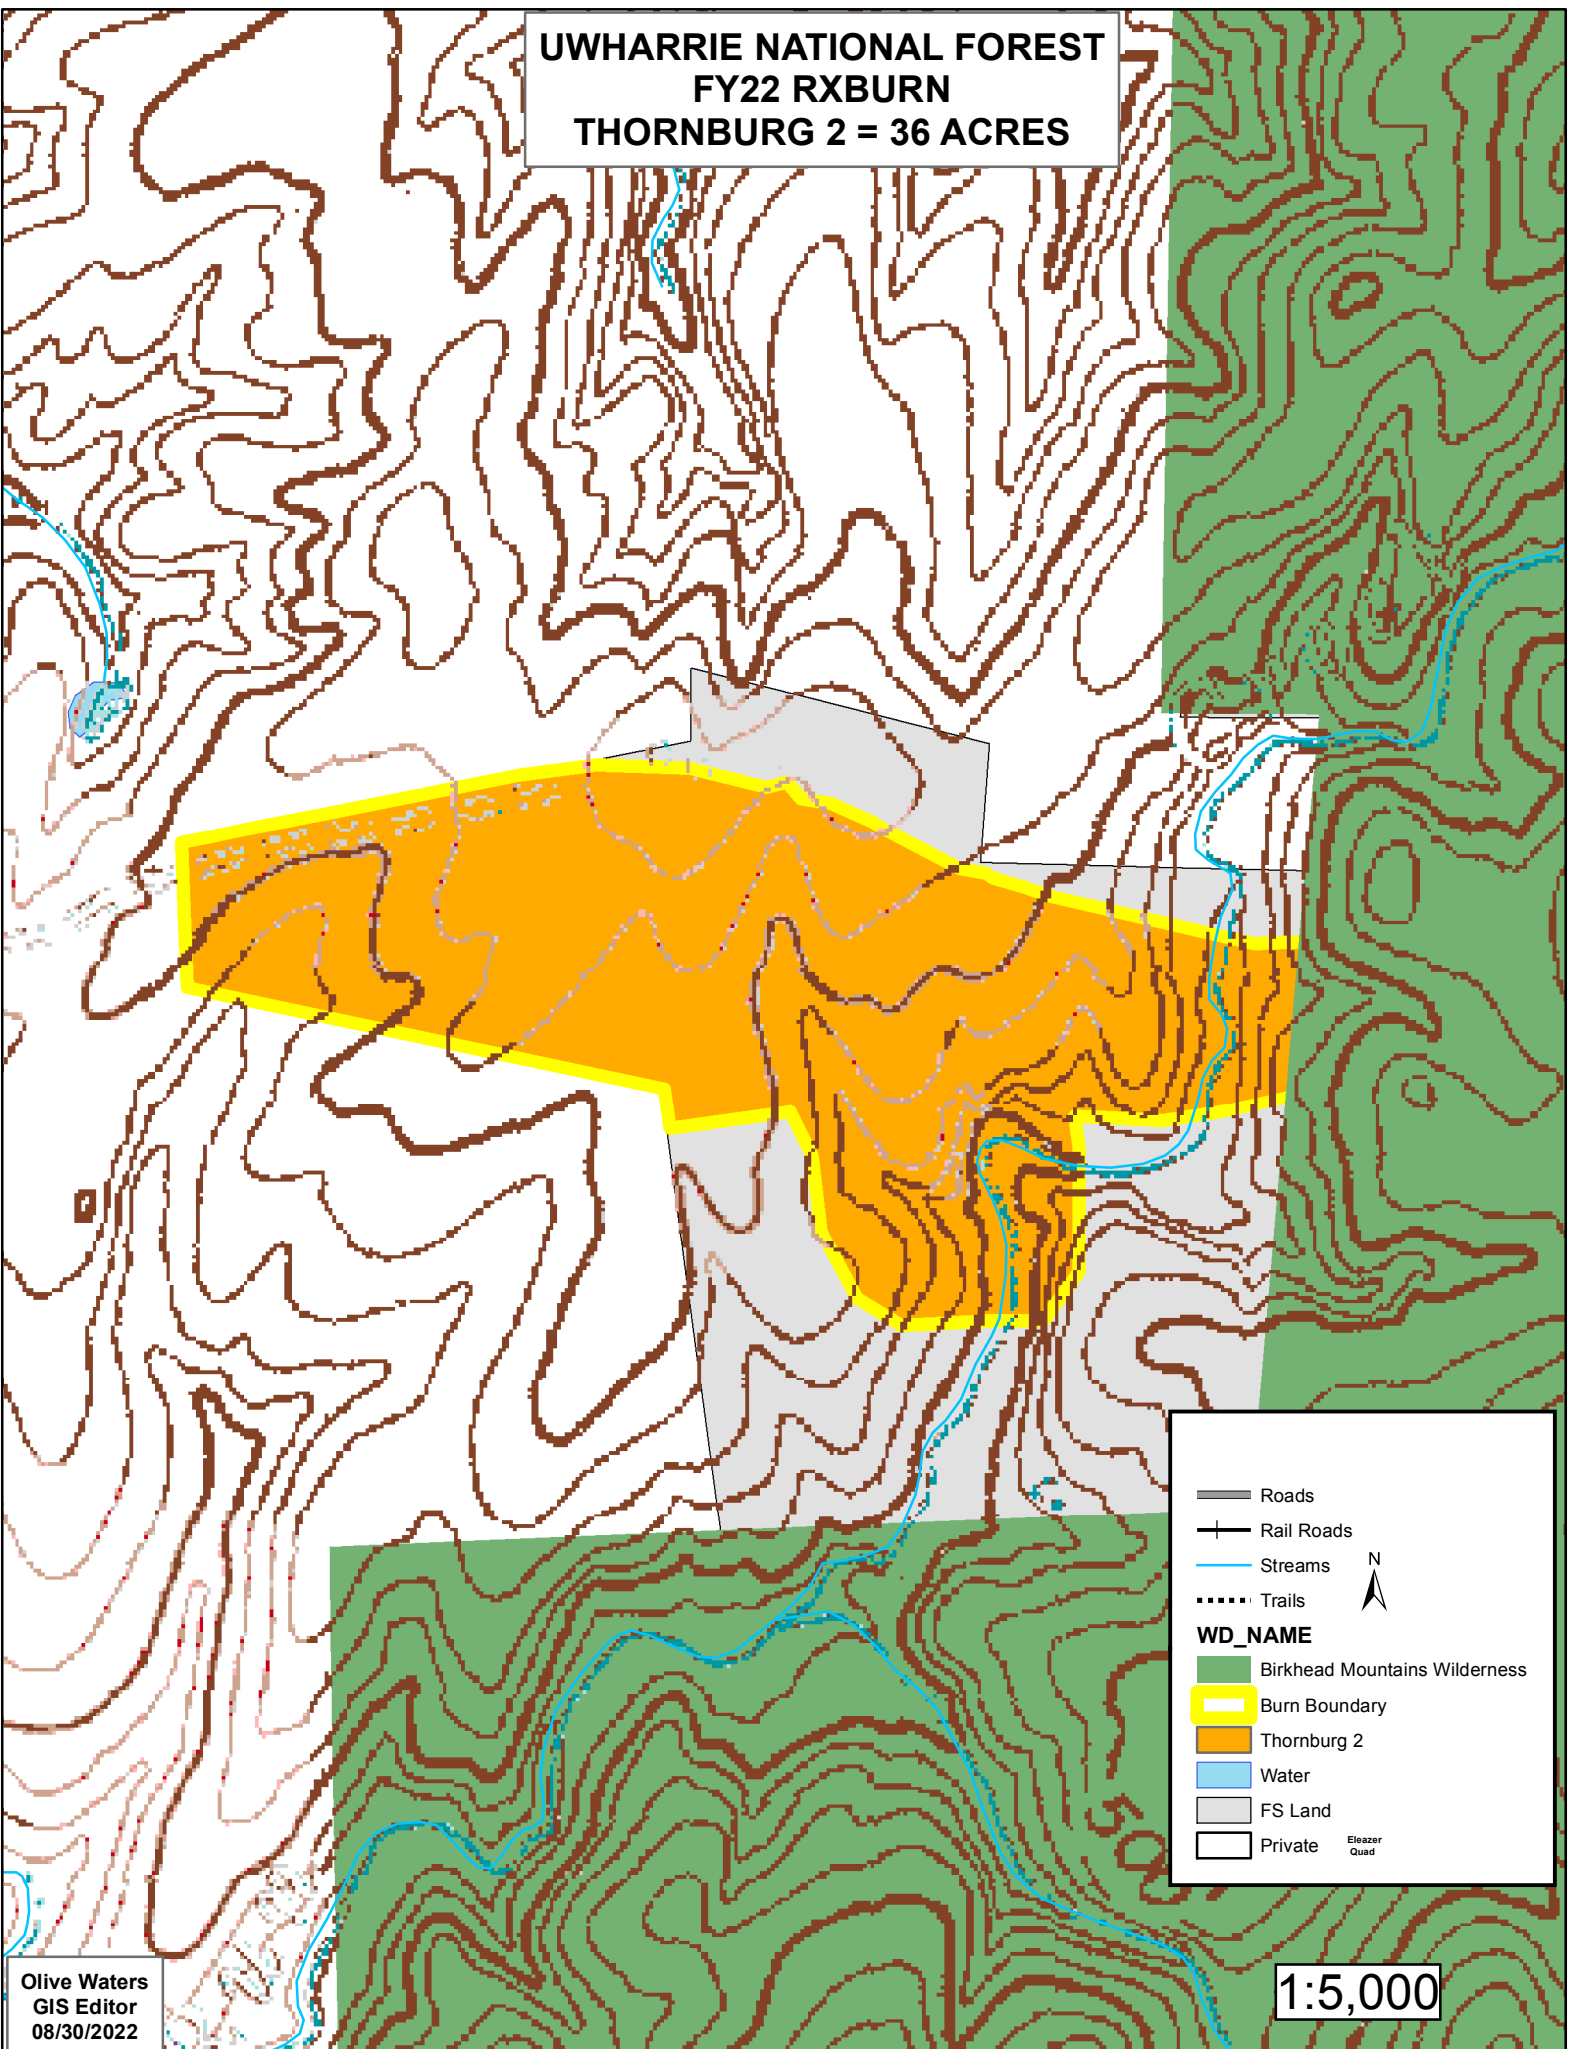 UWHARRIE NATIONAL FOREST
FY22 RXBURN
THORNBURG 2 = 36 ACRES
Roads
Rail Roads
Streams
N
Trails
WD_NAME
Birkhead Mountains Wilderness
Burn Boundary
Thornburg 2
Water
FS Land
Private
Eleazer
Quad
1:5,000
Olive Waters
GIS Editor
08/30/2022